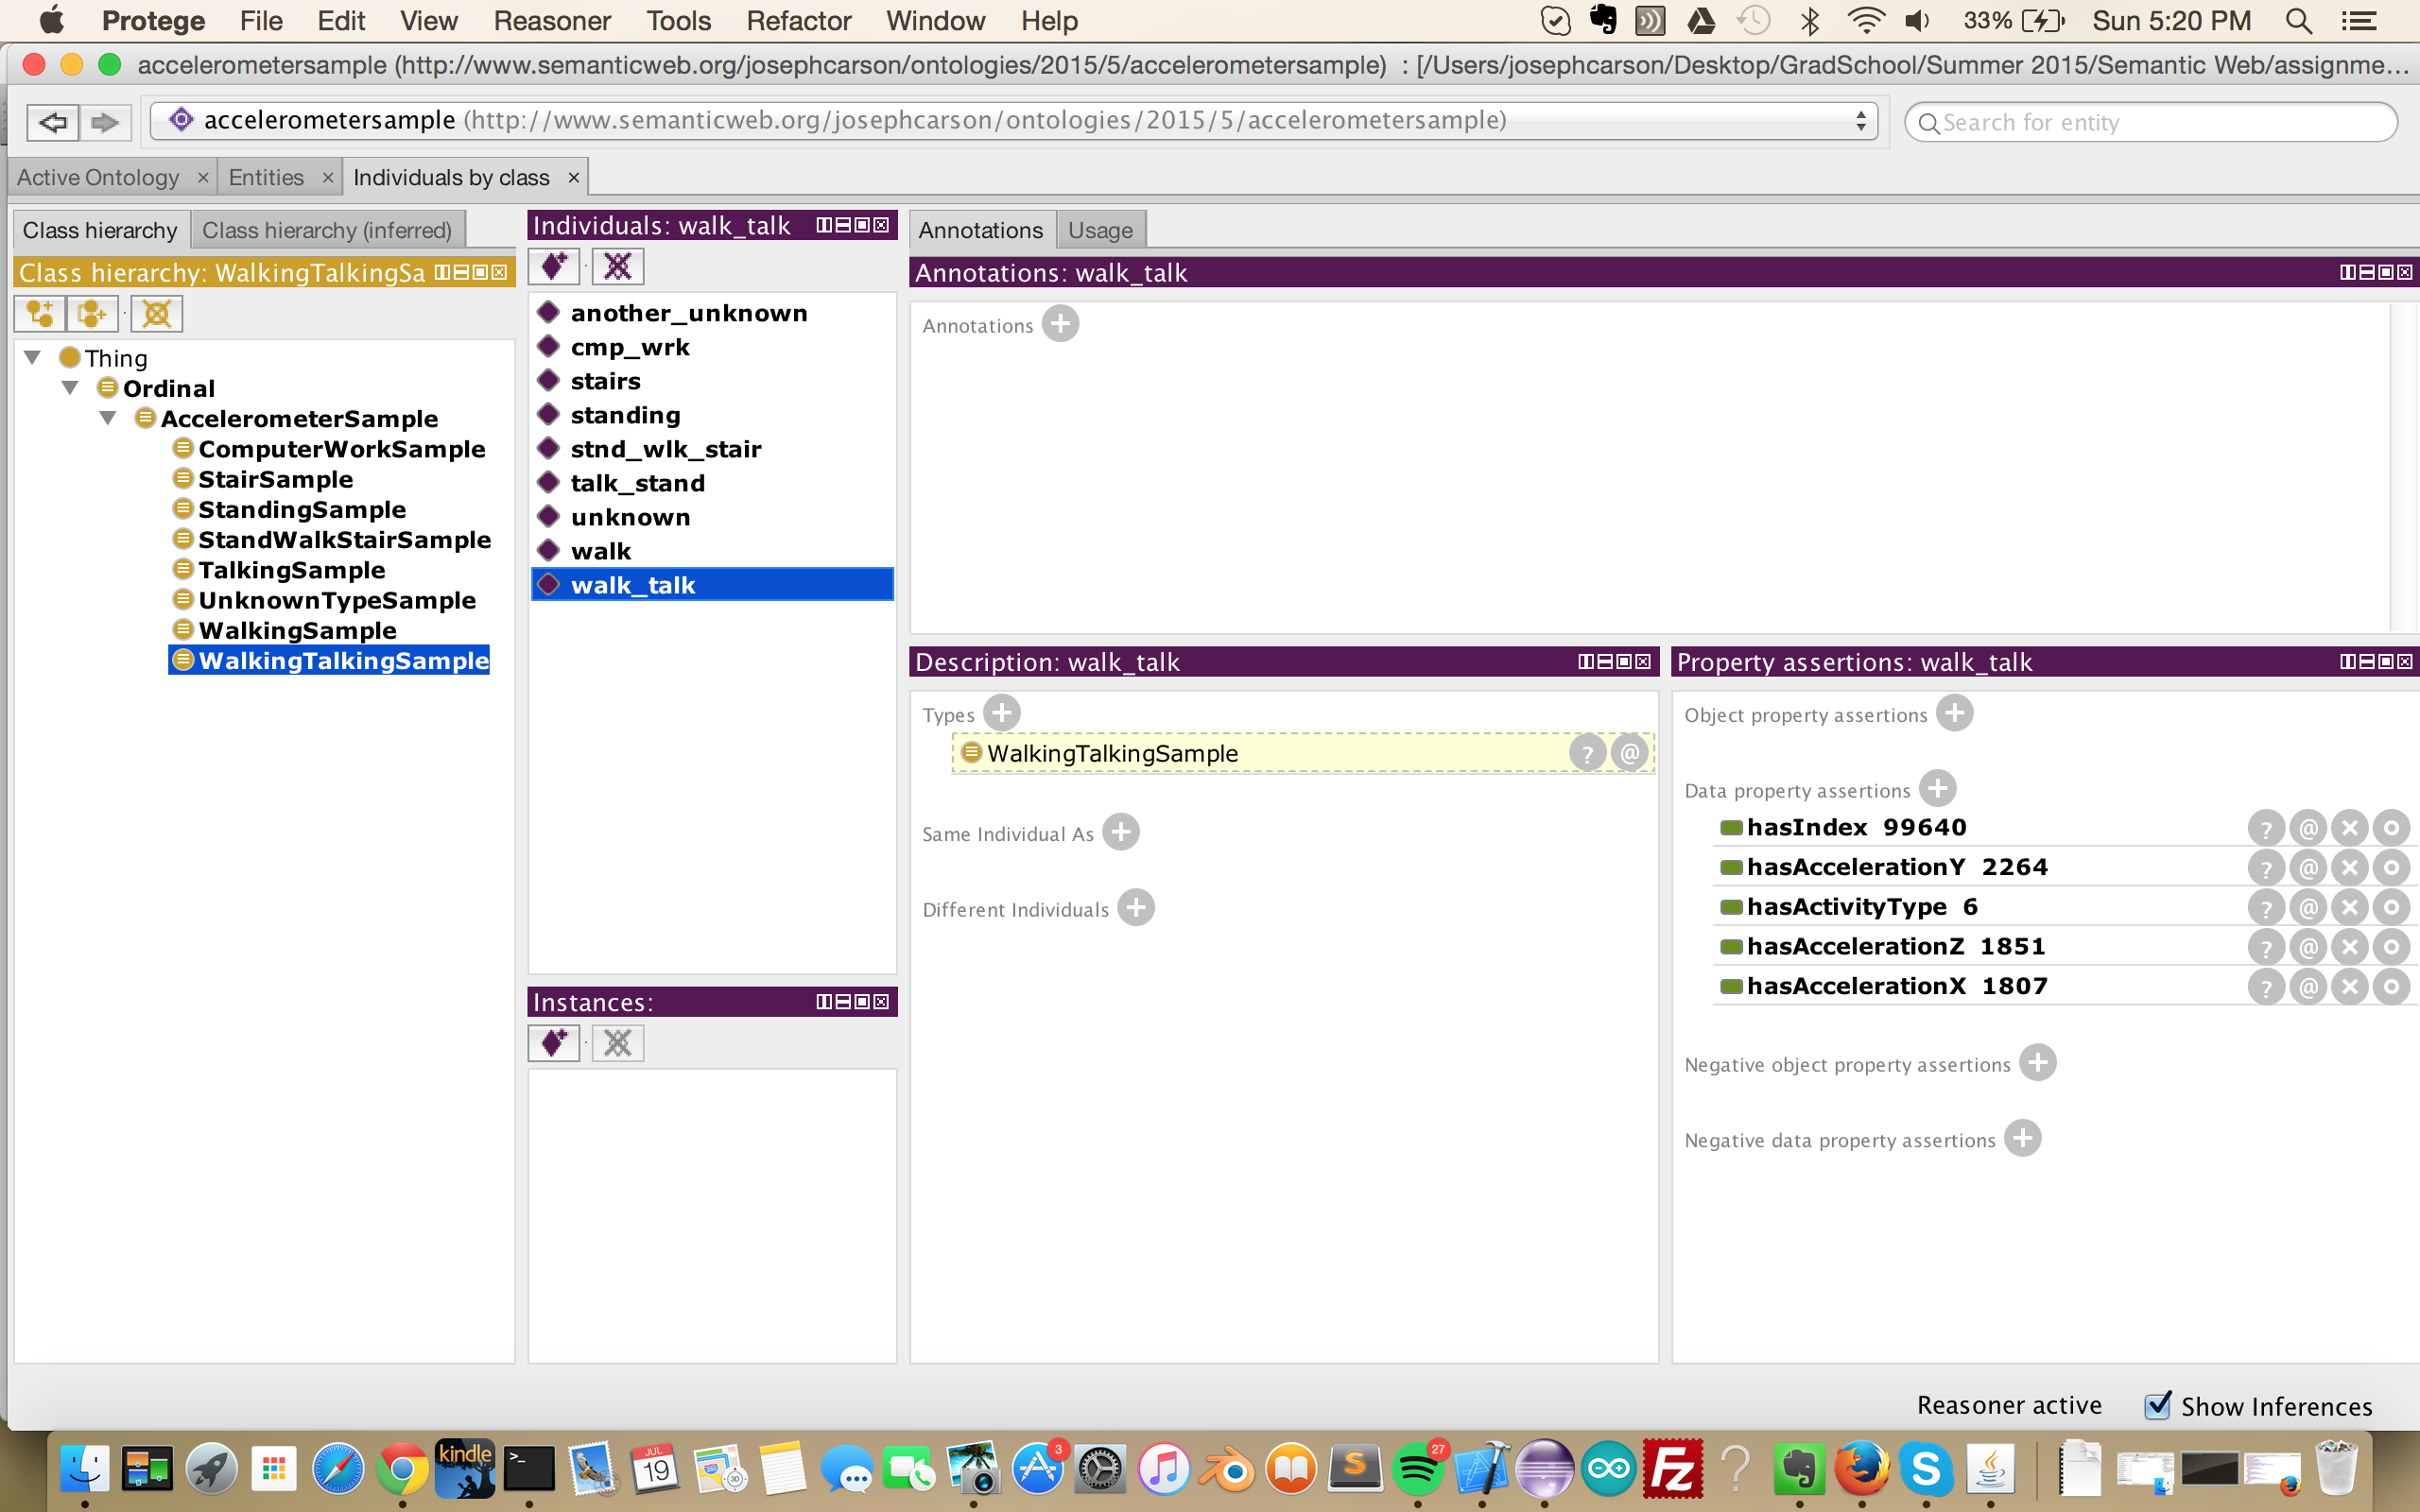 Protege File Edit View Reasoner Tools Refactor Window Help 33% Sun 5:20 PM
accelerometersample (http://www.semanticweb.org/josephcarson/ontologies/2015/5/accelerometersample) : [/Users/josephcarson/Desktop/GradSchool/Summer 2015/Semantic Web/assignme...
accelerometersample (http://www.semanticweb.org/josephcarson/ontologies/2015/5/accelerometersample)
Search for entity
Active Ontology × Entities × Individuals by class ×
Class hierarchy Class hierarchy (inferred)
Class hierarchy: WalkingTalkingSa
Thing
Ordinal
AccelerometerSample
ComputerWorkSample
StairSample
StandingSample
StandWalkStairSample
TalkingSample
UnknownTypeSample
WalkingSample
WalkingTalkingSample
Individuals: walk_talk
another_unknown
cmp_wrk
stairs
standing
stnd_wlk_stair
talk_stand
unknown
walk
walk_talk
Instances:
Annotations Usage
Annotations: walk_talk
Annotations
Description: walk_talk
Types
WalkingTalkingSample
Same Individual As
Different Individuals
Property assertions: walk_talk
Object property assertions
Data property assertions
hasIndex 99640
hasAccelerationY 2264
hasActivityType 6
hasAccelerationZ 1851
hasAccelerationX 1807
Negative object property assertions
Negative data property assertions
Reasoner active Show Inferences
kindle
JUL
19
3
27